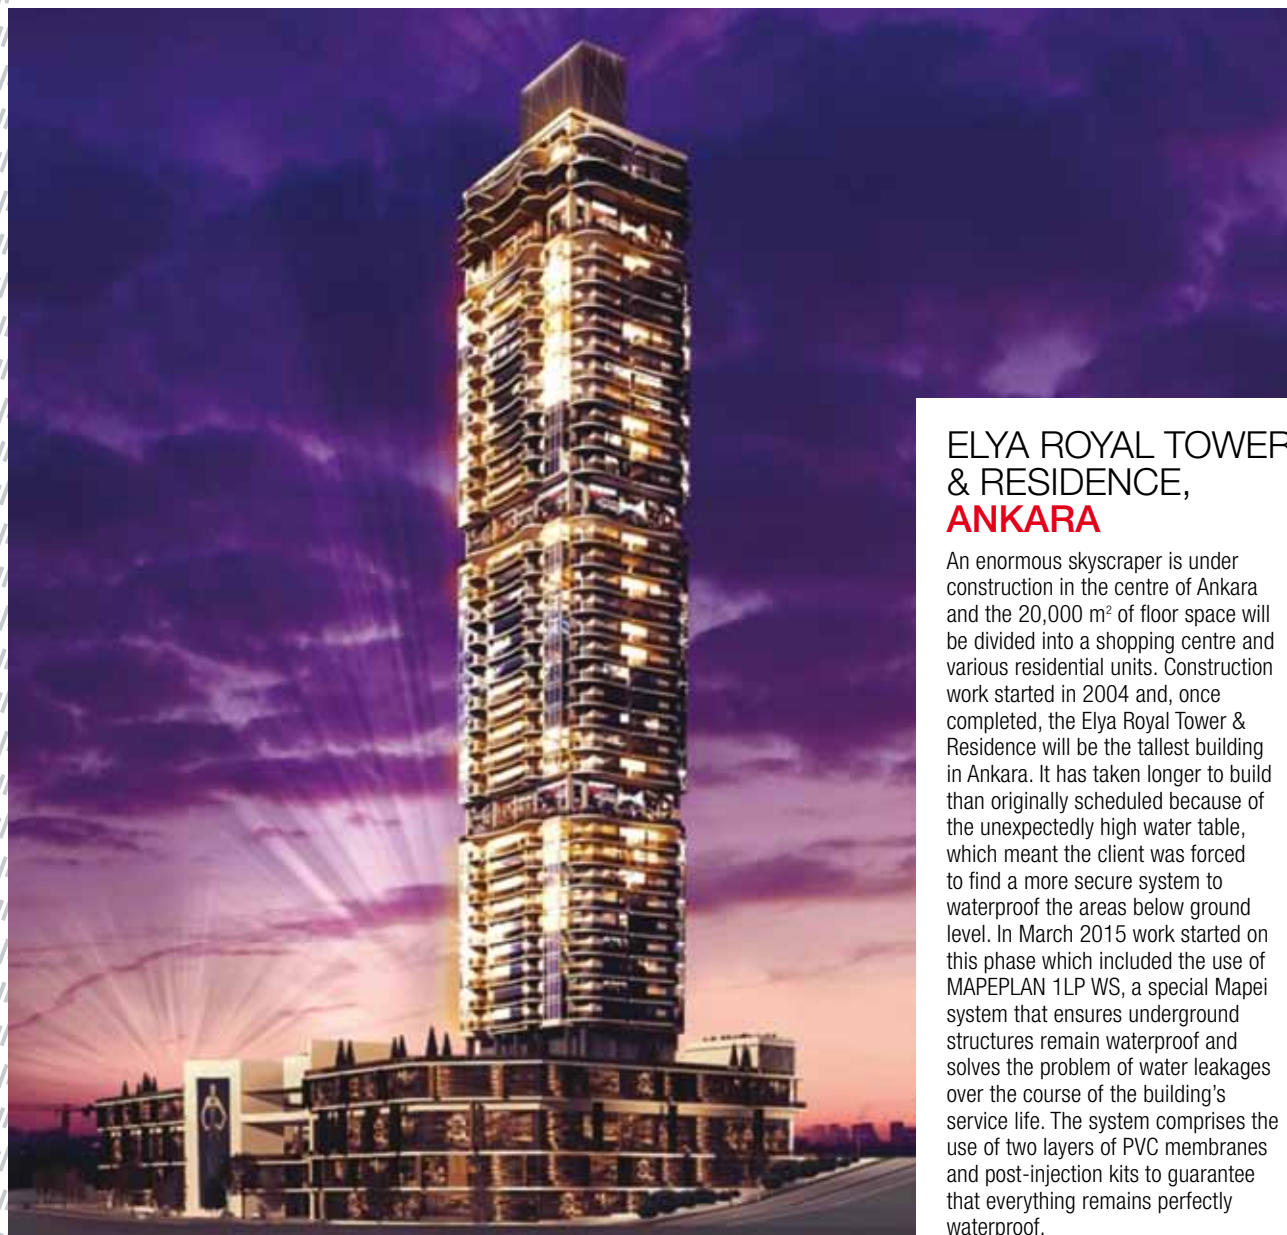 ELYA ROYAL TOWER
& RESIDENCE,
ANKARA
An enormous skyscraper is under
construction in the centre of Ankara
and the 20,000 m² of floor space will
be divided into a shopping centre and
various residential units. Construction
work started in 2004 and, once
completed, the Elya Royal Tower &
Residence will be the tallest building
in Ankara. It has taken longer to build
than originally scheduled because of
the unexpectedly high water table,
which meant the client was forced
to find a more secure system to
waterproof the areas below ground
level. In March 2015 work started on
this phase which included the use of
MAPEPLAN 1LP WS, a special Mapei
system that ensures underground
structures remain waterproof and
solves the problem of water leakages
over the course of the building’s
service life. The system comprises the
use of two layers of PVC membranes
and post-injection kits to guarantee
that everything remains perfectly
waterproof.